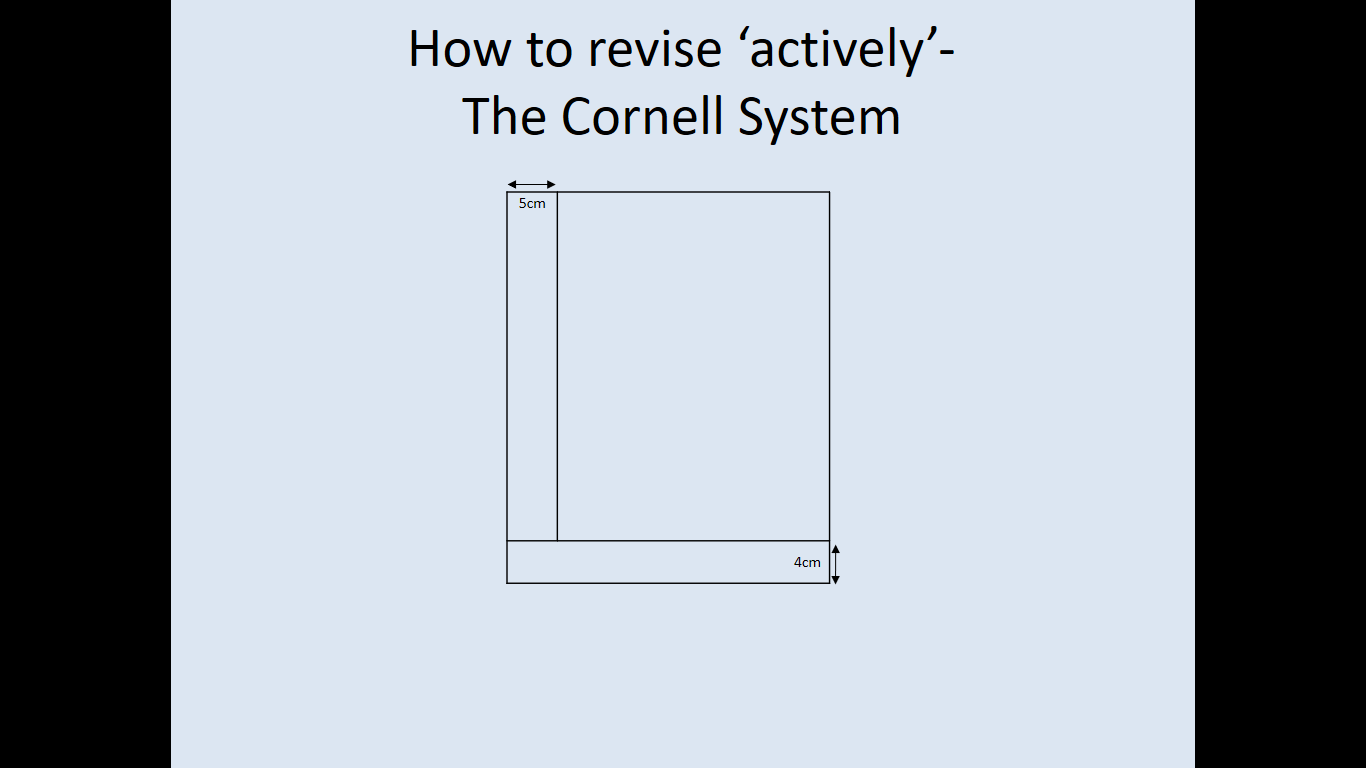 How to revise ‘actively’-
The Cornell System
5cm
4cm